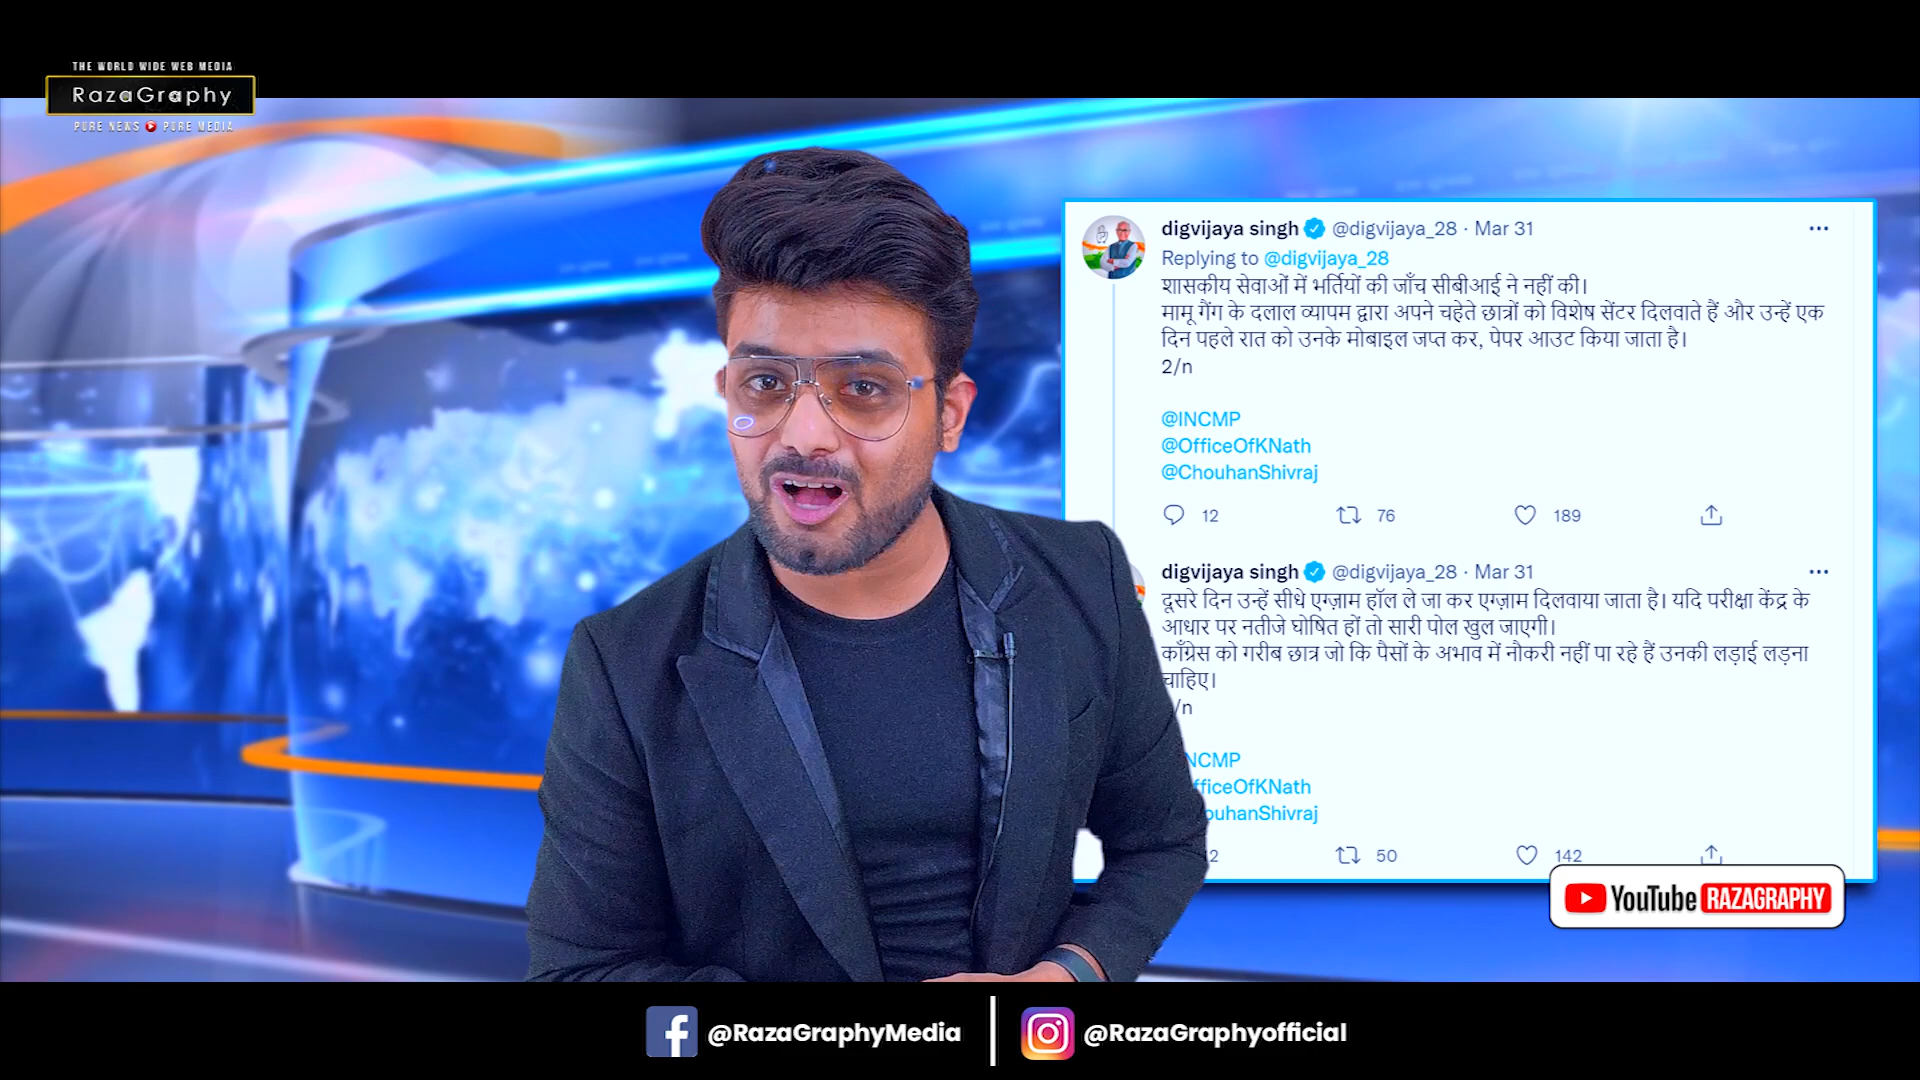 THE WORLD WIDE WEB MEDIA
RazaGraphy
PURE NEWS PURE MEDIA
digvijaya singh @digvijaya_28 · Mar 31
Replying to @digvijaya_28
शासकीय सेवाओं में भर्तियों की जाँच सीबीआई ने नहीं की।
मामू गैंग के दलाल व्यापम द्वारा अपने चहेते छात्रों को विशेष सेंटर दिलवाते हैं और उन्हें एक
दिन पहले रात को उनके मोबाइल जप्त कर, पेपर आउट किया जाता है।
2/n
@INCMP
@OfficeOfKNath
@ChouhanShivraj
12 76 189
digvijaya singh @digvijaya_28 · Mar 31
दूसरे दिन उन्हें सीधे एग्ज़ाम हॉल ले जा कर एग्ज़ाम दिलवाया जाता है। यदि परीक्षा केंद्र के
आधार पर नतीजे घोषित हों तो सारी पोल खुल जाएगी।
काँग्रेस को गरीब छात्र जो कि पैसों के अभाव में नौकरी नहीं पा रहे हैं उनकी लड़ाई लड़ना
चाहिए।
/n
NCMP
fficeOfKNath
ouhanShivraj
2 50 142
YouTube RAZAGRAPHY
@RazaGraphyMedia
@RazaGraphyofficial